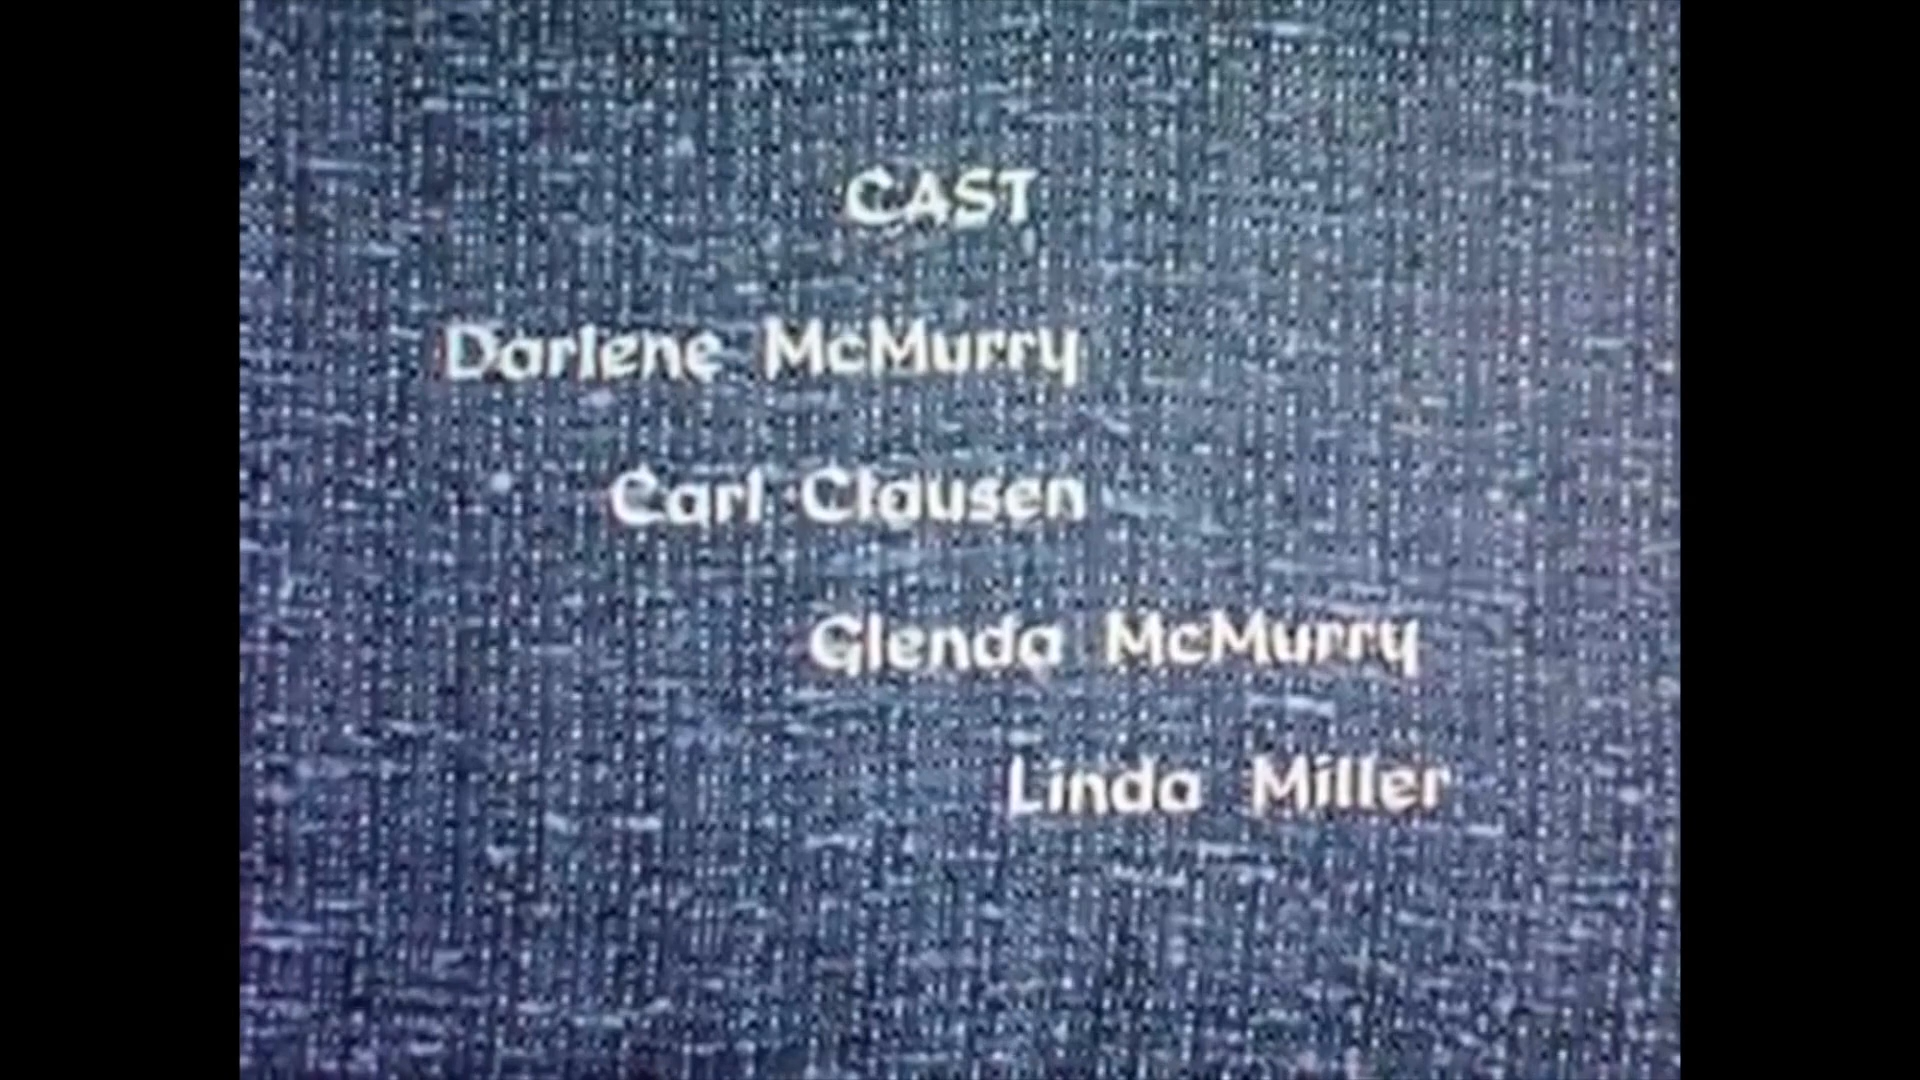 CAST
Darlene McMurry
Carl Clausen
Glenda McMurry
Linda Miller